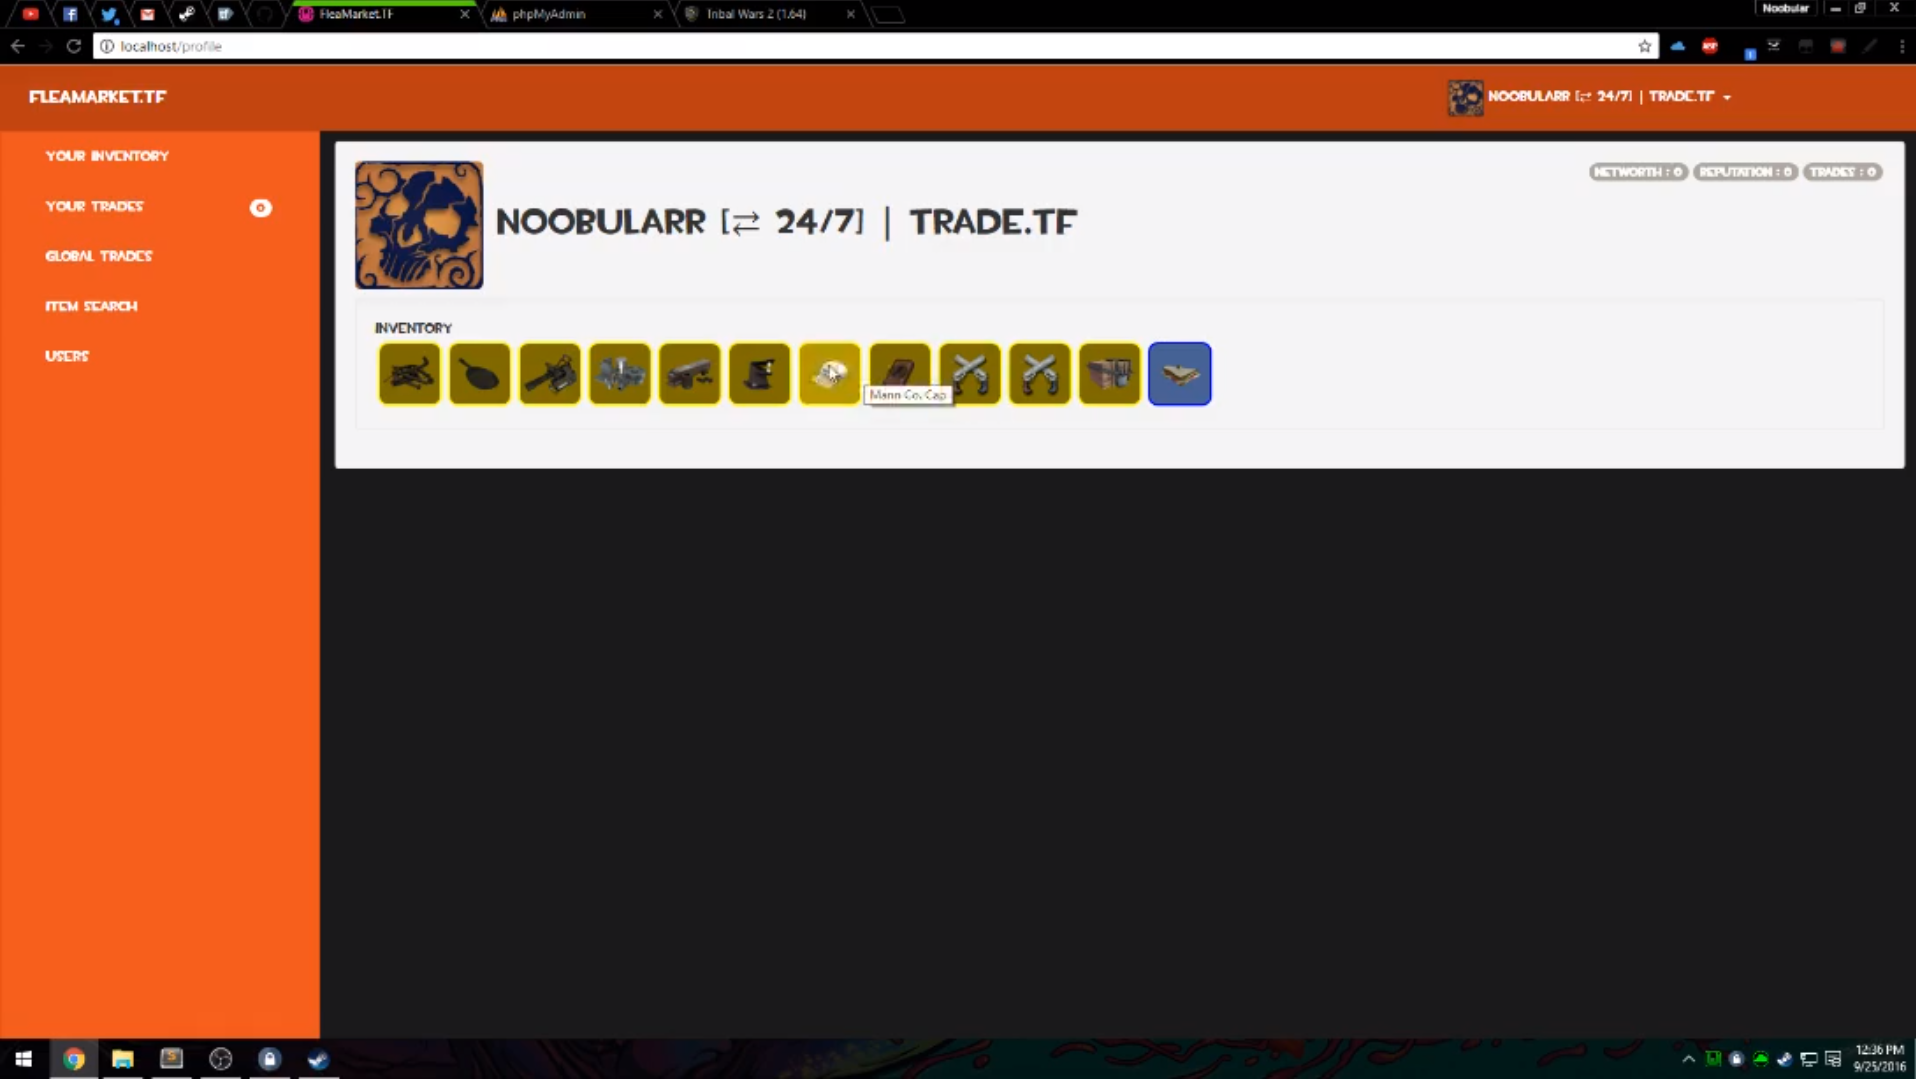 FleaMarket.TF
phpMyAdmin
Tribal Wars 2 (1.64)
Noobular
localhost/profile
FLEAMARKET.TF
NOOBULARR [⇄ 24/7] | TRADE.TF
YOUR INVENTORY
YOUR TRADES 0
GLOBAL TRADES
ITEM SEARCH
USERS
NETWORTH : 0 REPUTATION : 0 TRADES : 0
NOOBULARR [⇄ 24/7] | TRADE.TF
INVENTORY
Mann Co. Cap
12:36 PM
9/25/2016